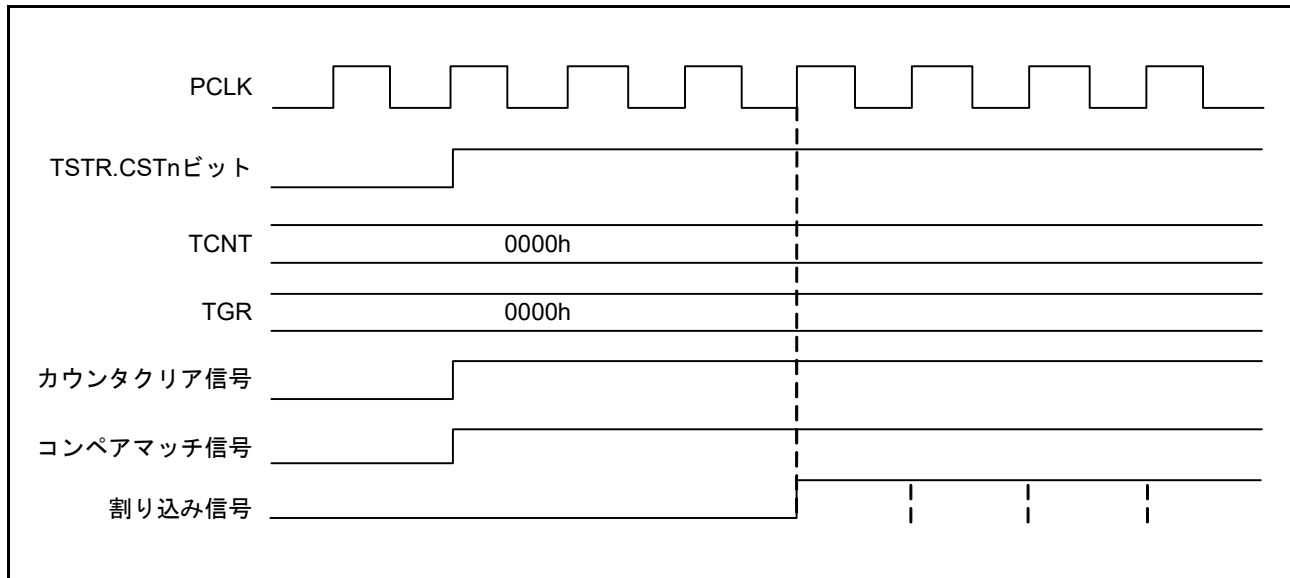 PCLK
TSTR.CSTnビット
TCNT 0000h
TGR 0000h
カウンタクリア信号
コンペアマッチ信号
割り込み信号